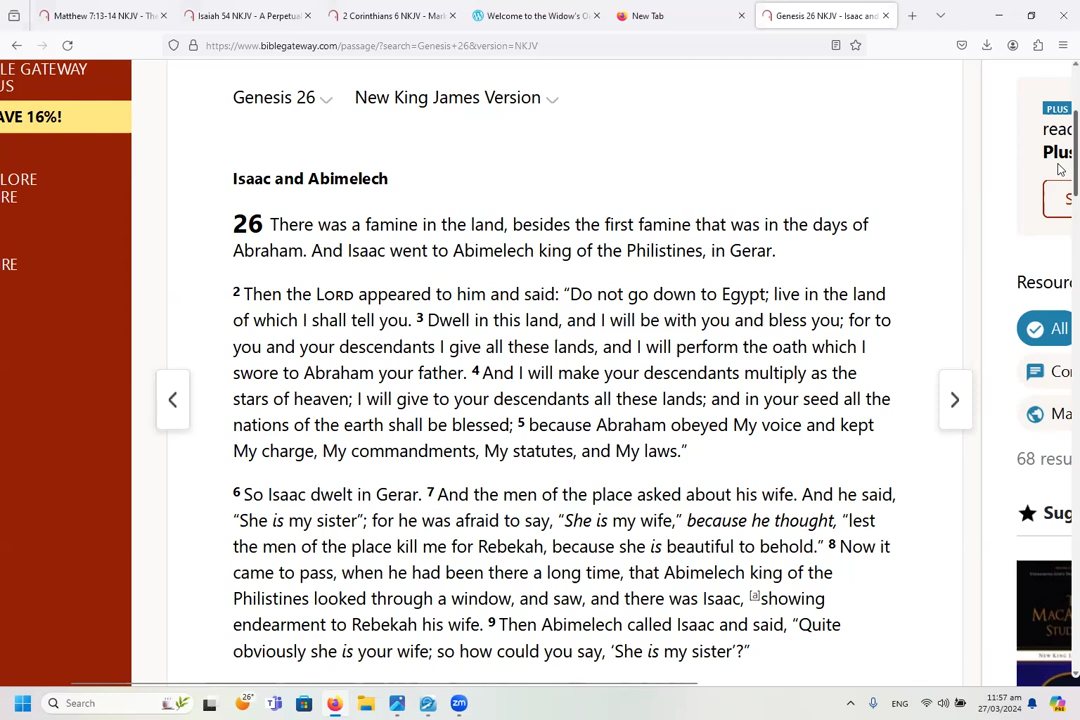 Matthew 7:13-14 NKJV - The
Isaiah 54 NKJV - A Perpetual
2 Corinthians 6 NKJV - Mark
Welcome to the Widow's O
New Tab
Genesis 26 NKJV - Isaac and
https://www.biblegateway.com/passage/?search=Genesis+26&version=NKJV
LE GATEWAY
US
AVE 16%!
LORE
RE
RE
Genesis 26
New King James Version
Isaac and Abimelech
26 There was a famine in the land, besides the first famine that was in the days of
Abraham. And Isaac went to Abimelech king of the Philistines, in Gerar.
2 Then the LORD appeared to him and said: “Do not go down to Egypt; live in the land
of which I shall tell you. 3 Dwell in this land, and I will be with you and bless you; for to
you and your descendants I give all these lands, and I will perform the oath which I
swore to Abraham your father. 4 And I will make your descendants multiply as the
stars of heaven; I will give to your descendants all these lands; and in your seed all the
nations of the earth shall be blessed; 5 because Abraham obeyed My voice and kept
My charge, My commandments, My statutes, and My laws.”
6 So Isaac dwelt in Gerar. 7 And the men of the place asked about his wife. And he said,
“She is my sister”; for he was afraid to say, “She is my wife,” because he thought, “lest
the men of the place kill me for Rebekah, because she is beautiful to behold.” 8 Now it
came to pass, when he had been there a long time, that Abimelech king of the
Philistines looked through a window, and saw, and there was Isaac, [a]showing
endearment to Rebekah his wife. 9 Then Abimelech called Isaac and said, “Quite
obviously she is your wife; so how could you say, ‘She is my sister’?”
PLUS
read
Plus
S
Resour
All
Cor
Ma
68 resu
Sug
MacA
STUD
New King J
Search
26°
zm
ENG
11:57 am
27/03/2024
PRE